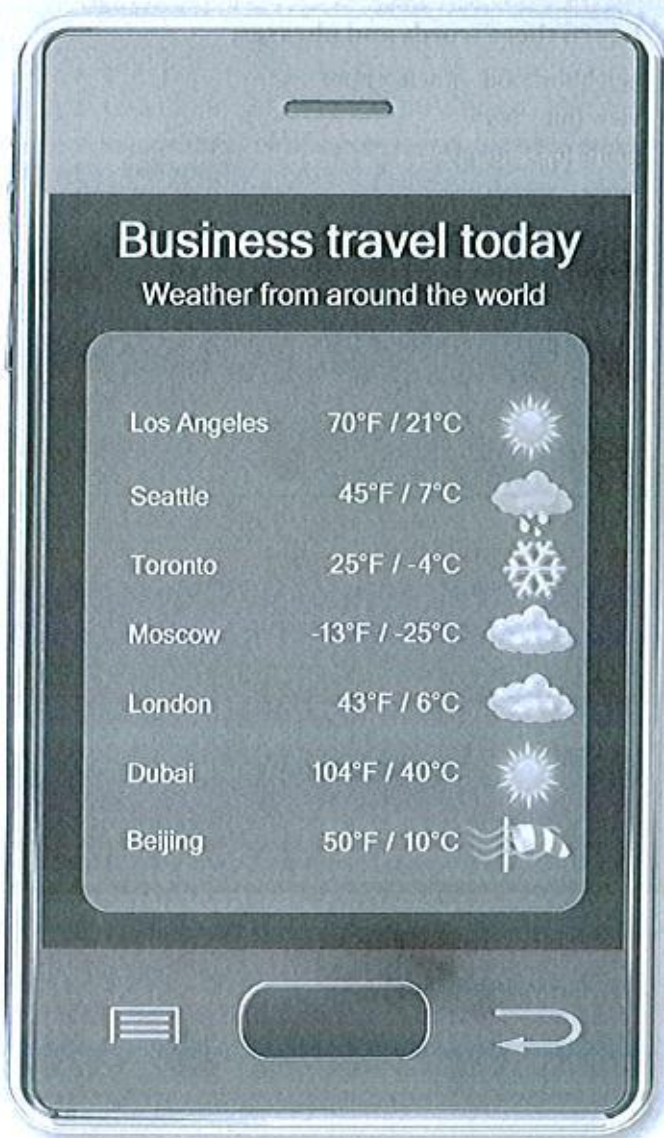 Business travel today
Weather from around the world
Los Angeles 70°F / 21°C
Seattle 45°F / 7°C
Toronto 25°F / -4°C
Moscow -13°F / -25°C
London 43°F / 6°C
Dubai 104°F / 40°C
Beijing 50°F / 10°C